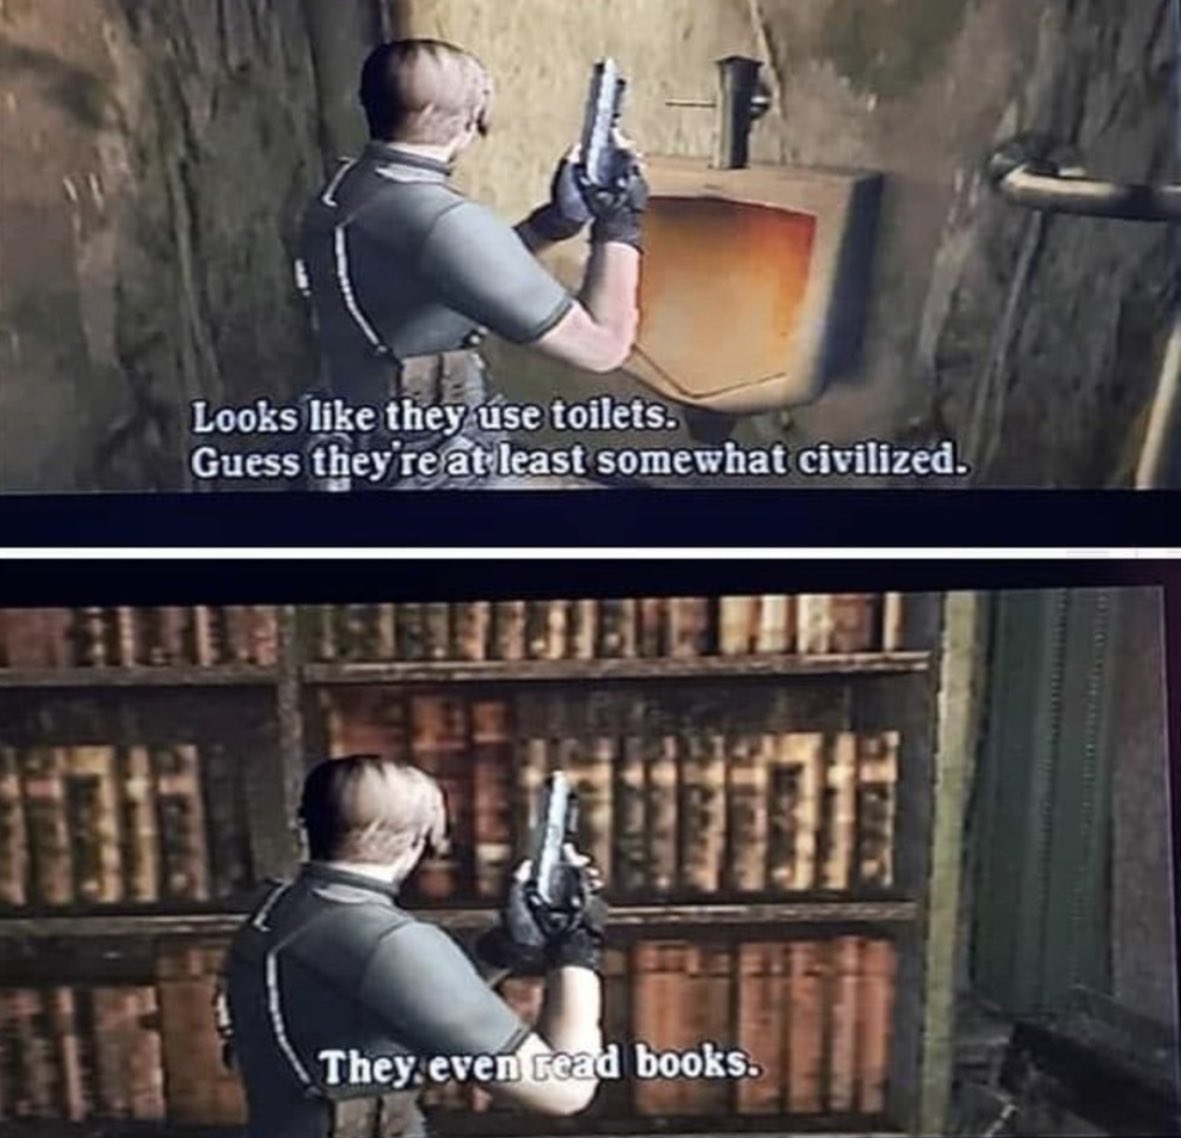 Looks like they use toilets.
Guess they're at least somewhat civilized.
They even read books.